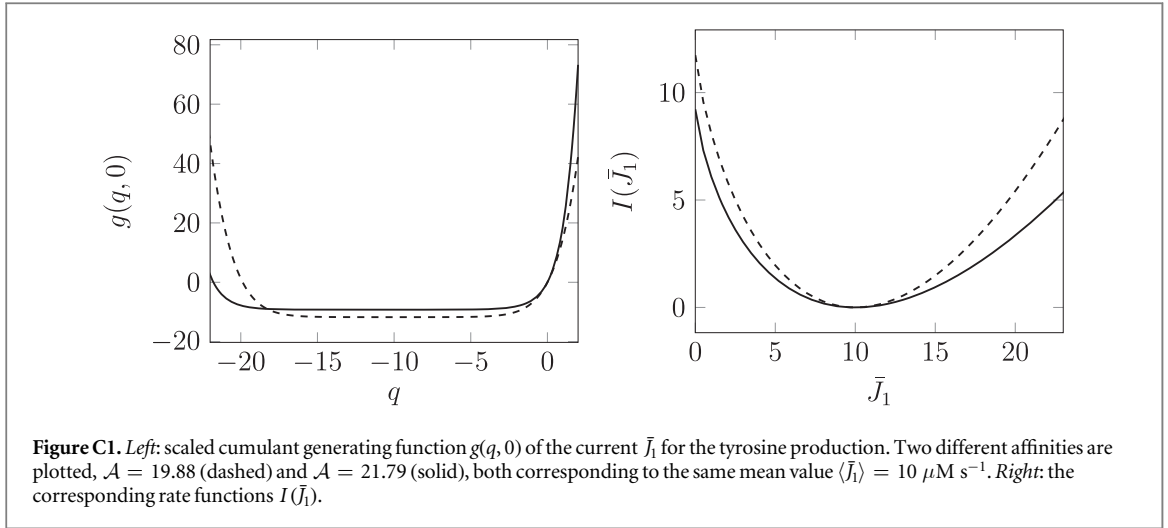 80
60
40
20
0
−20
g(q, 0)
−20 −15 −10 −5 0
q
10
5
0
I(J̄₁)
0 5 10 15 20
J̄₁
Figure C1. Left: scaled cumulant generating function g(q, 0) of the current J̄₁ for the tyrosine production. Two different affinities are
plotted, 𝒜 = 19.88 (dashed) and 𝒜 = 21.79 (solid), both corresponding to the same mean value ⟨J̄₁⟩ = 10 μM s⁻¹. Right: the
corresponding rate functions I(J̄₁).